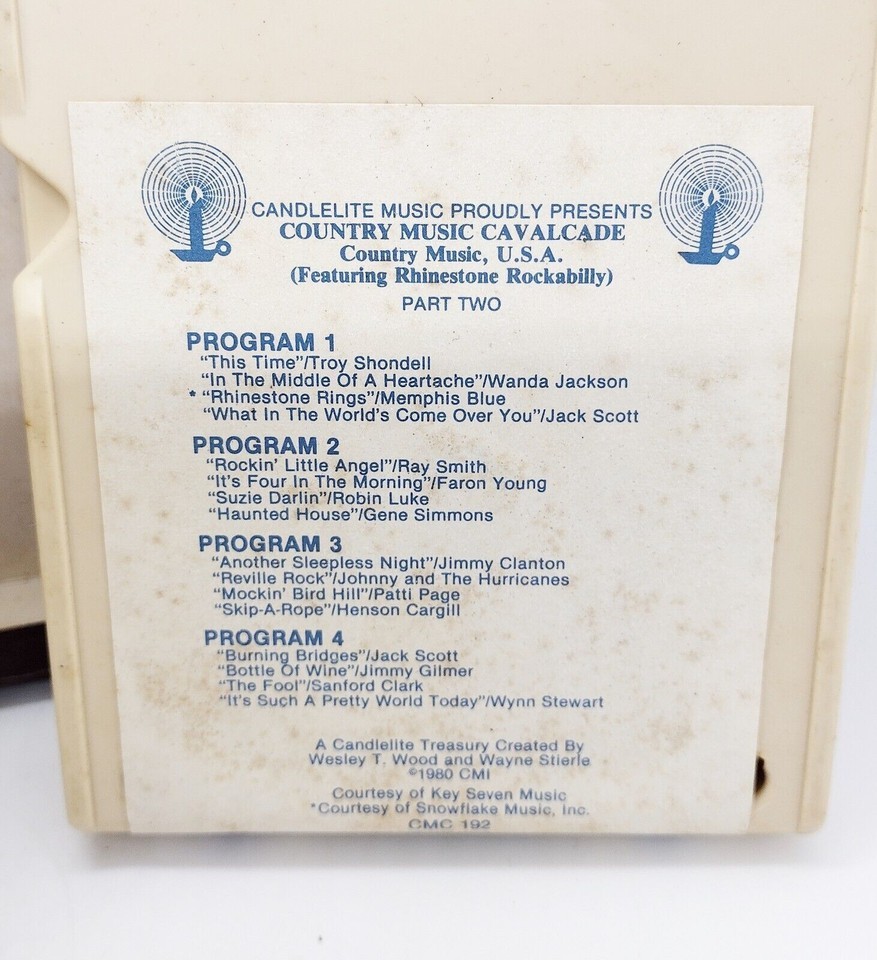 CANDLELITE MUSIC PROUDLY PRESENTS
COUNTRY MUSIC CAVALCADE
Country Music, U.S.A.
(Featuring Rhinestone Rockabilly)
PART TWO
PROGRAM 1
"This Time"/Troy Shondell
"In The Middle Of A Heartache"/Wanda Jackson
* "Rhinestone Rings"/Memphis Blue
"What In The World's Come Over You"/Jack Scott
PROGRAM 2
"Rockin' Little Angel"/Ray Smith
"It's Four In The Morning"/Faron Young
"Suzie Darlin"/Robin Luke
"Haunted House"/Gene Simmons
PROGRAM 3
"Another Sleepless Night"/Jimmy Clanton
"Reville Rock"/Johnny and The Hurricanes
"Mockin' Bird Hill"/Patti Page
"Skip-A-Rope"/Henson Cargill
PROGRAM 4
"Burning Bridges"/Jack Scott
"Bottle Of Wine"/Jimmy Gilmer
"The Fool"/Sanford Clark
"It's Such A Pretty World Today"/Wynn Stewart
A Candlelite Treasury Created By
Wesley T. Wood and Wayne Stierle
©1980 CMI
Courtesy of Key Seven Music
*Courtesy of Snowflake Music, Inc.
CMC 192